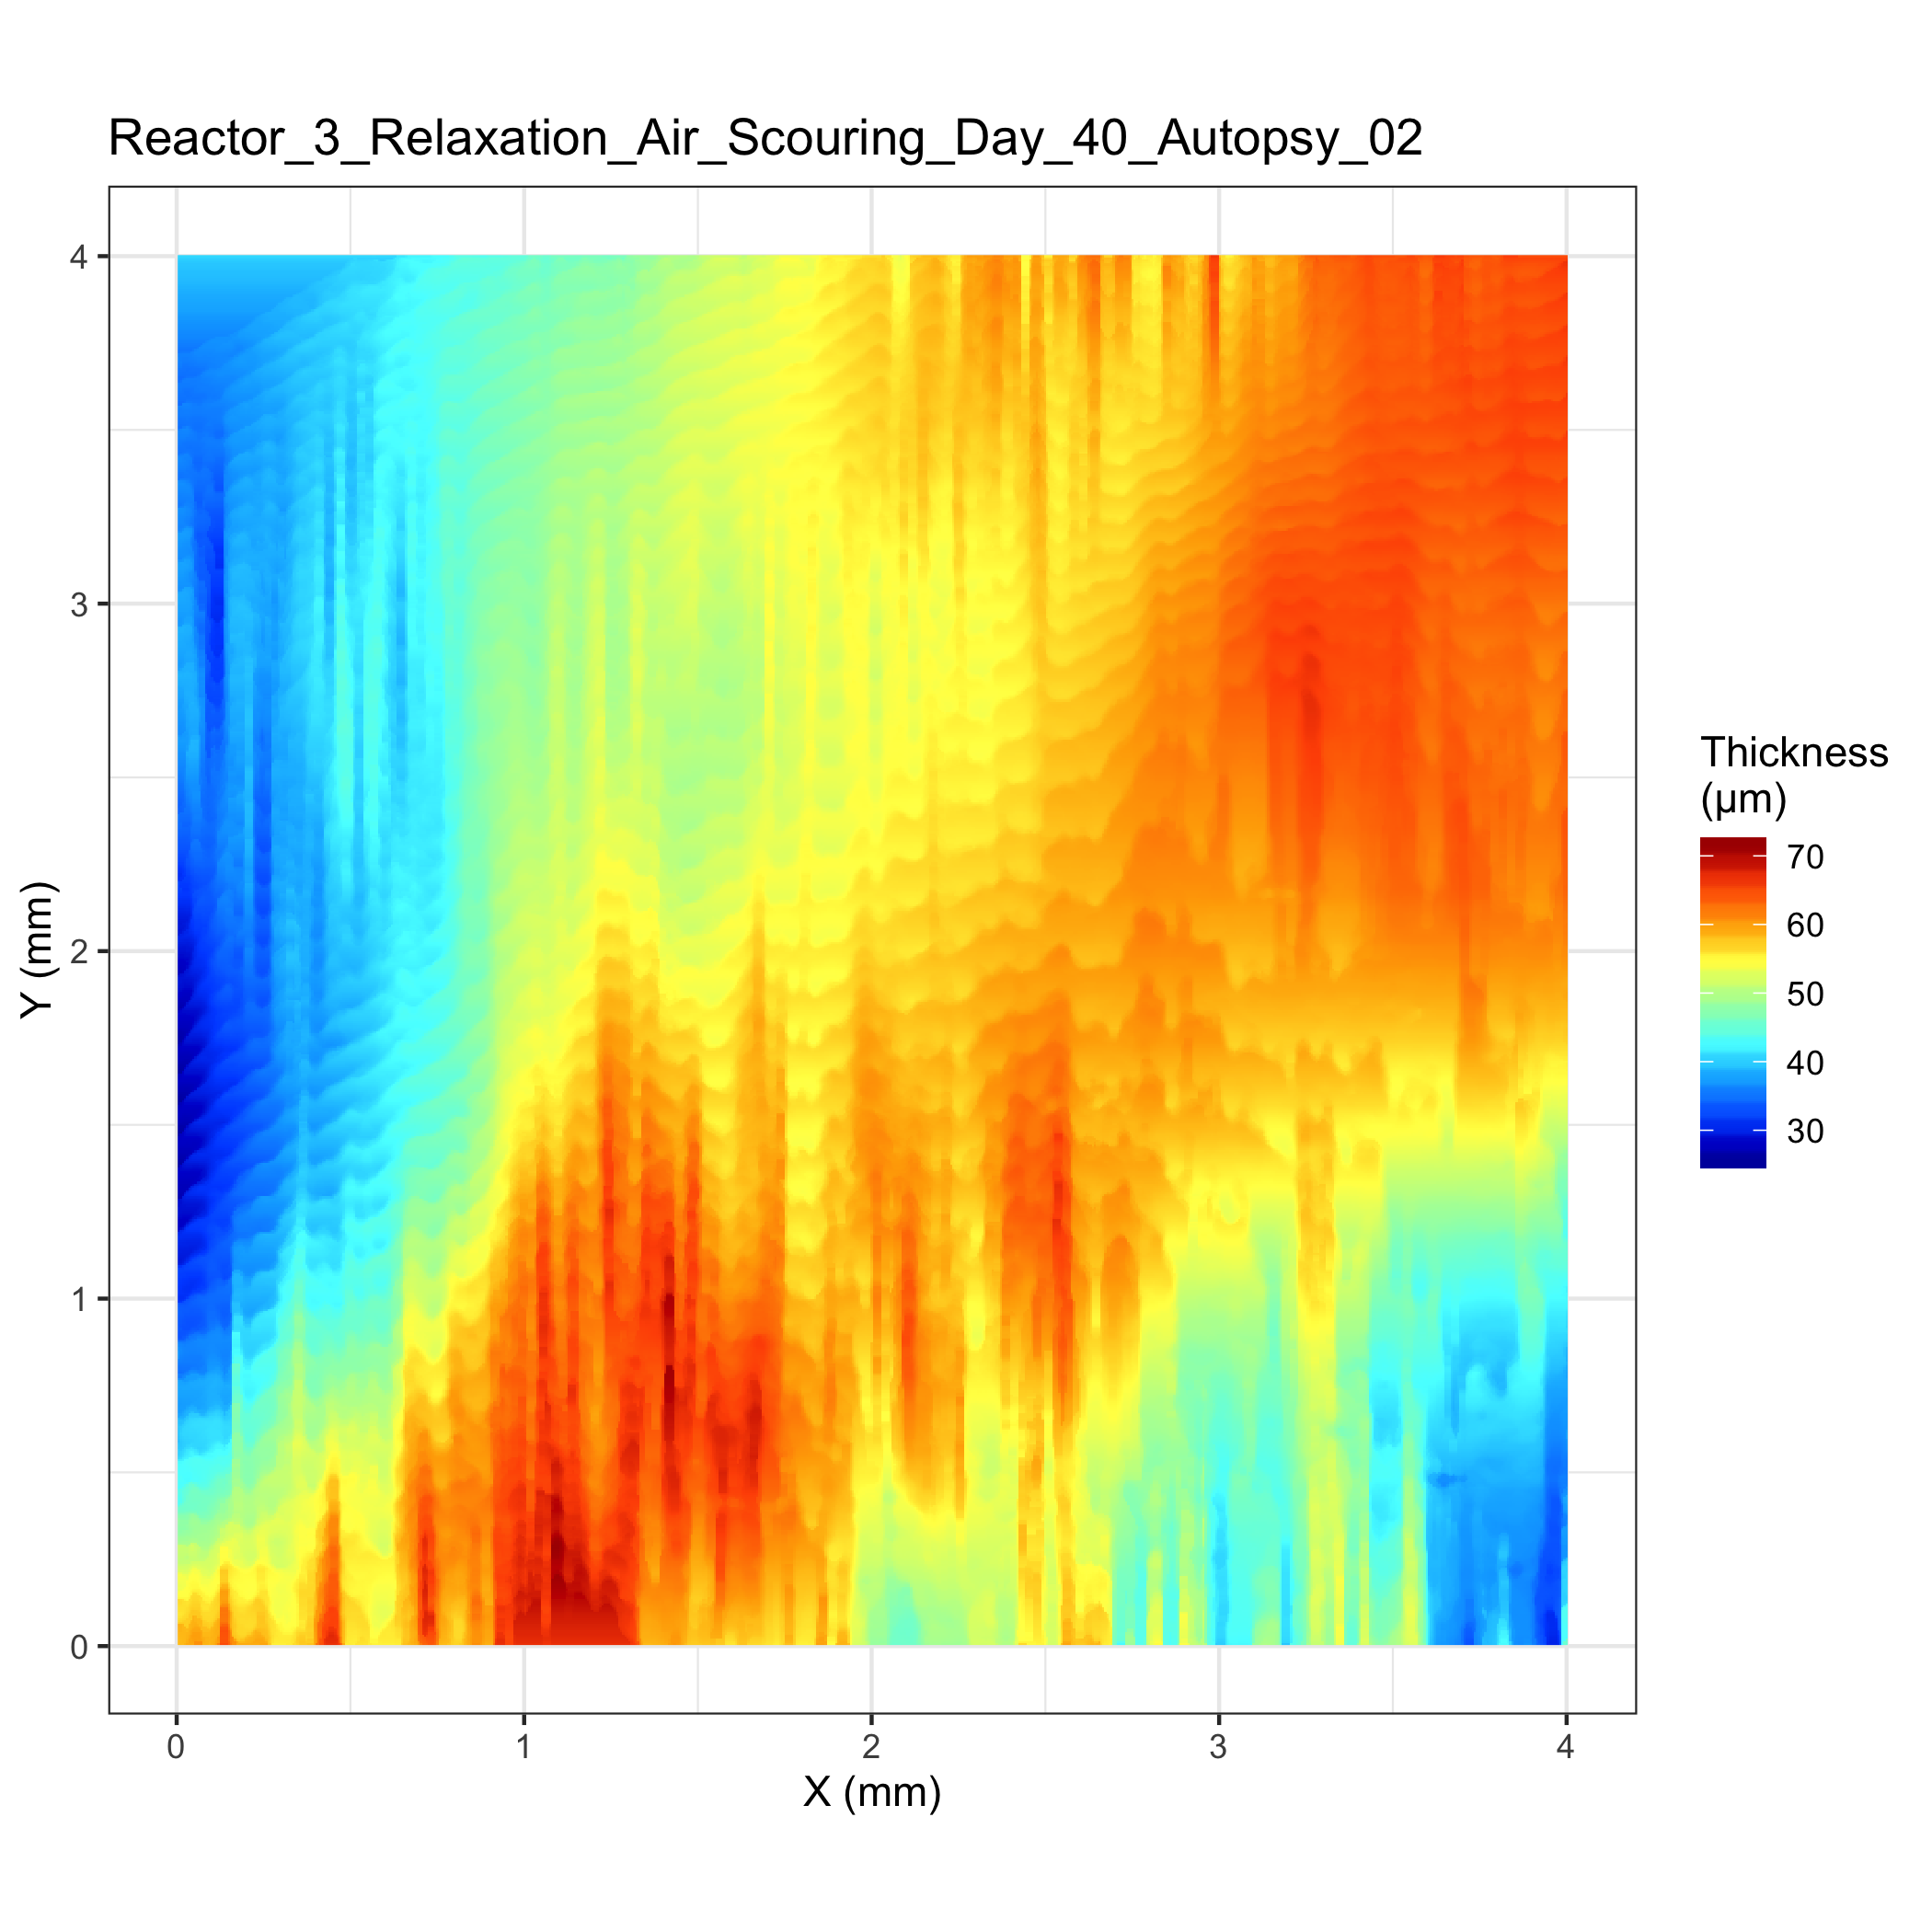 Reactor_3_Relaxation_Air_Scouring_Day_40_Autopsy_02
4
3
2
1
0
Y (mm)
0 1 2 3 4
X (mm)
Thickness
(µm)
70
60
50
40
30